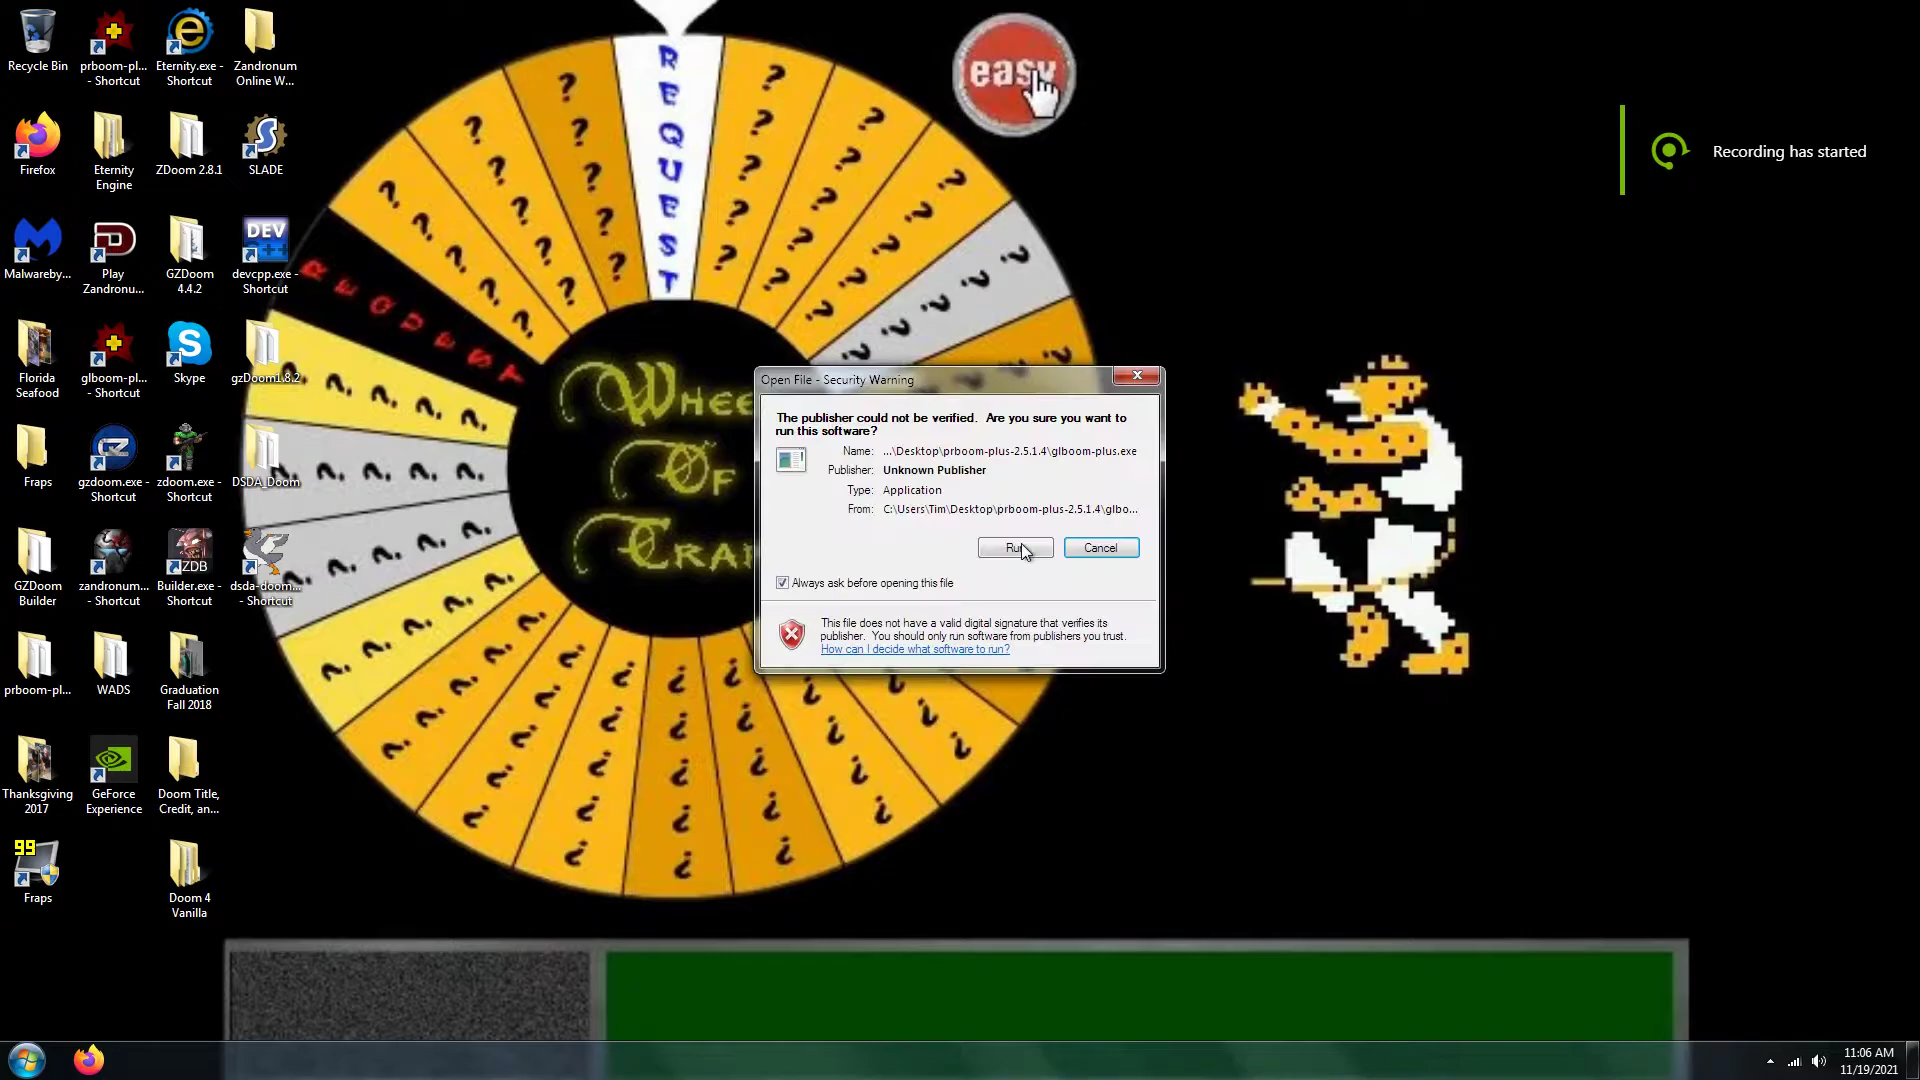 Recycle Bin
prboom-pl...
- Shortcut
Eternity.exe -
Shortcut
Zandronum
Online W...
Firefox
Eternity
Engine
ZDoom 2.8.1
SLADE
Malwareby...
Play
Zandronu...
GZDoom
4.4.2
DEV
C++
devcpp.exe -
Shortcut
Florida
Seafood
glboom-pl...
- Shortcut
Skype
gzDoom1.8.2
Fraps
gzdoom.exe -
Shortcut
zdoom.exe -
Shortcut
DSDA_Doom
GZDoom
Builder
zandronum...
- Shortcut
ZDB
Builder.exe -
Shortcut
dsda-doom...
- Shortcut
prboom-pl...
WADS
Graduation
Fall 2018
Thanksgiving
2017
GeForce
Experience
Doom Title,
Credit, an...
99
Fraps
Doom 4
Vanilla
REQUEST
REQUEST
? ? ? ? ?
Wheel
Of
easy
Recording has started
Open File - Security Warning
The publisher could not be verified. Are you sure you want to
run this software?
Name: ...\Desktop\prboom-plus-2.5.1.4\glboom-plus.exe
Publisher: Unknown Publisher
Type: Application
From: C:\Users\Tim\Desktop\prboom-plus-2.5.1.4\glbo...
Run
Cancel
Always ask before opening this file
This file does not have a valid digital signature that verifies its
publisher. You should only run software from publishers you trust.
How can I decide what software to run?
11:06 AM
11/19/2021